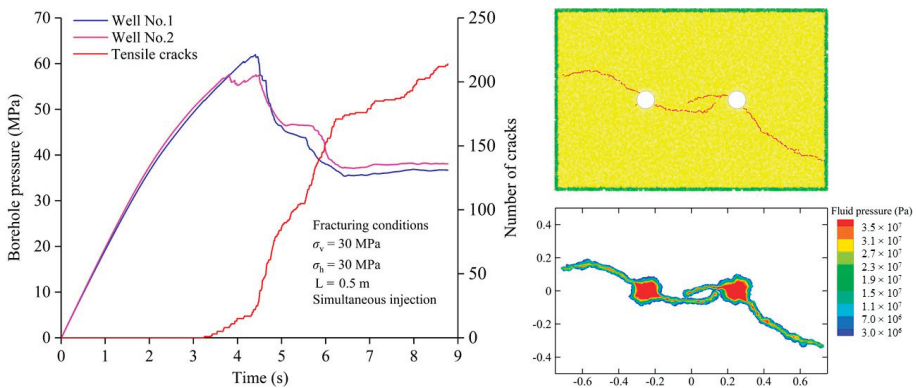 70
60
50
40
30
20
10
0
Borehole pressure (MPa)
Well No.1
Well No.2
Tensile cracks
Fracturing conditions
σv = 30 MPa
σh = 30 MPa
L = 0.5 m
Simultaneous injection
0 1 2 3 4 5 6 7 8 9
Time (s)
250
200
150
100
50
0
Number of cracks
0.4
0.2
0
-0.2
-0.4
-0.6 -0.4 -0.2 0 0.2 0.4 0.6
Fluid pressure (Pa)
3.5 × 10⁷
3.1 × 10⁷
2.7 × 10⁷
2.3 × 10⁷
1.9 × 10⁷
1.5 × 10⁷
1.1 × 10⁷
7.0 × 10⁶
3.0 × 10⁶